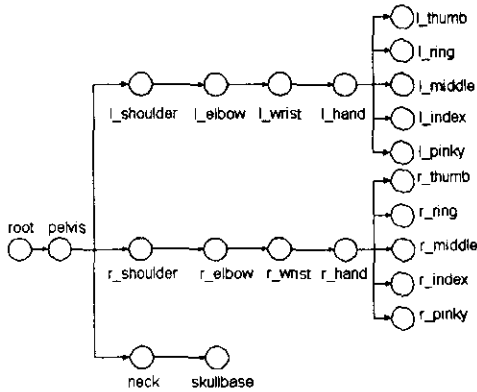 l_thumb
l_ring
l_middle
l_shoulder l_elbow l_wrist l_hand
l_index
l_pinky
r_thumb
root pelvis
r_ring
r_middle
r_shoulder r_elbow r_wrist r_hand
r_index
r_pinky
neck skullbase